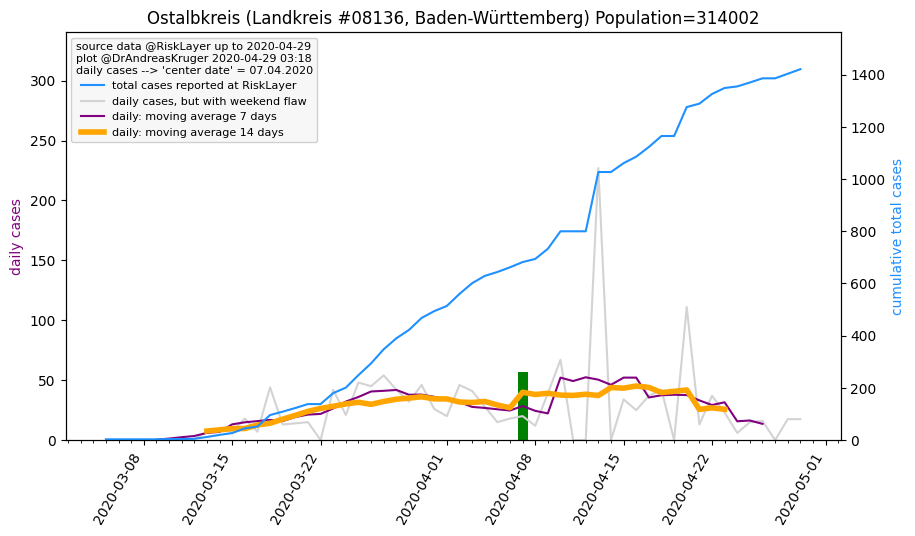 Ostalbkreis (Landkreis #08136, Baden-Württemberg) Population=314002
source data @RiskLayer up to 2020-04-29
plot @DrAndreasKruger 2020-04-29 03:18
daily cases --> 'center date' = 07.04.2020
total cases reported at RiskLayer
daily cases, but with weekend flaw
daily: moving average 7 days
daily: moving average 14 days
daily cases
300
250
200
150
100
50
0
cumulative total cases
1400
1200
1000
800
600
400
200
0
2020-03-08
2020-03-15
2020-03-22
2020-04-01
2020-04-08
2020-04-15
2020-04-22
2020-05-01